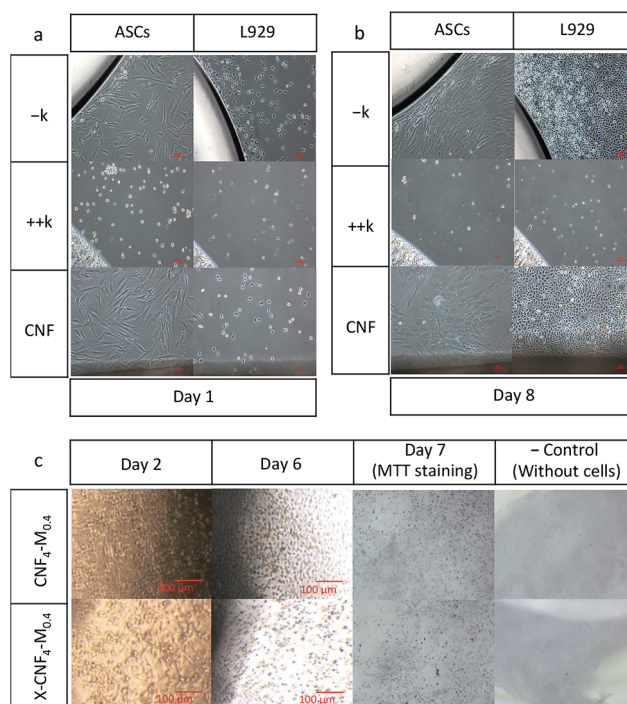 a
ASCs
L929
−k
++k
CNF
Day 1
b
ASCs
L929
−k
++k
CNF
Day 8
c
Day 2
Day 6
Day 7
(MTT staining)
− Control
(Without cells)
CNF₄-M₀.₄
100 μm
100 μm
X-CNF₄-M₀.₄
100 μm
100 μm